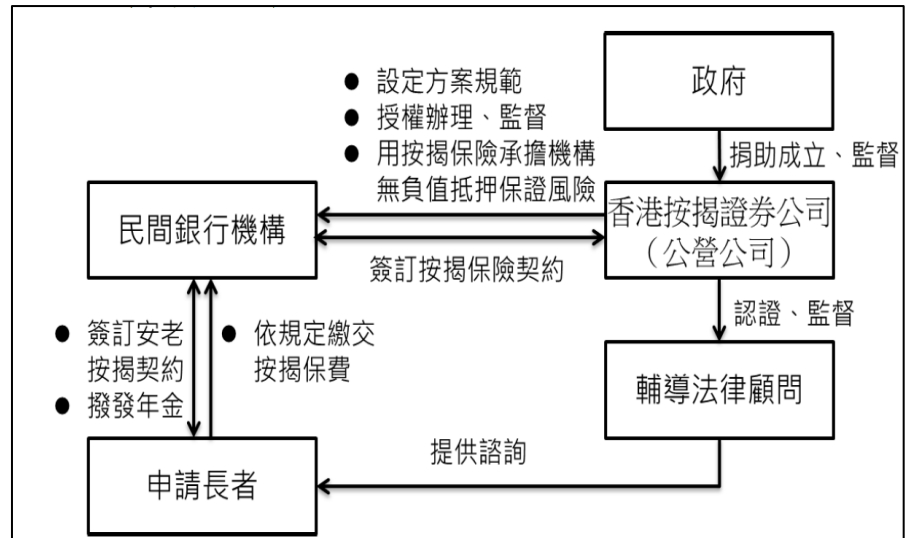 政府
● 設定方案規範
● 授權辦理、監督
● 用按揭保險承擔機構
無負值抵押保證風險
捐助成立、監督
民間銀行機構
香港按揭證券公司
（公營公司）
簽訂按揭保險契約
認證、監督
● 簽訂安老
按揭契約
● 撥發年金
● 依規定繳交
按揭保費
輔導法律顧問
提供諮詢
申請長者